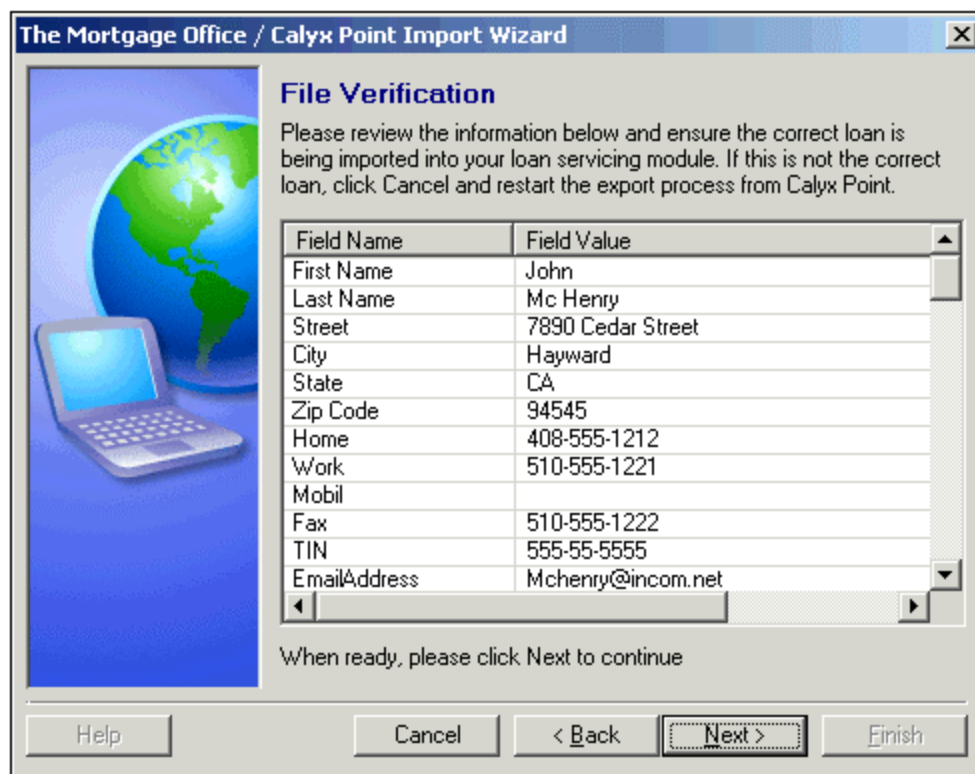 The Mortgage Office / Calyx Point Import Wizard
File Verification
Please review the information below and ensure the correct loan is
being imported into your loan servicing module. If this is not the correct
loan, click Cancel and restart the export process from Calyx Point.
Field Name Field Value
First Name John
Last Name Mc Henry
Street 7890 Cedar Street
City Hayward
State CA
Zip Code 94545
Home 408-555-1212
Work 510-555-1221
Mobil
Fax 510-555-1222
TIN 555-55-5555
EmailAddress Mchenry@incom.net
When ready, please click Next to continue
Help Cancel < Back Next > Finish